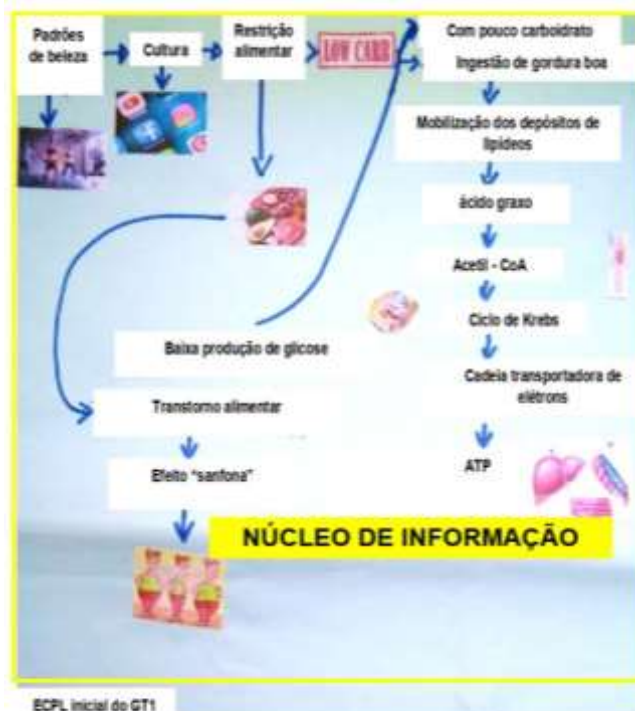 Padrões
de beleza
Cultura
Restrição
alimentar
LOW CARB
Com pouco carboidrato
Ingestão de gordura boa
Mobilização dos depósitos de
lipídeos
ácido graxo
Acetil - CoA
Ciclo de Krebs
Cadeia transportadora de
elétrons
ATP
Baixa produção de glicose
Transtorno alimentar
Efeito “sanfona”
NÚCLEO DE INFORMAÇÃO
ECPL inicial do GT1